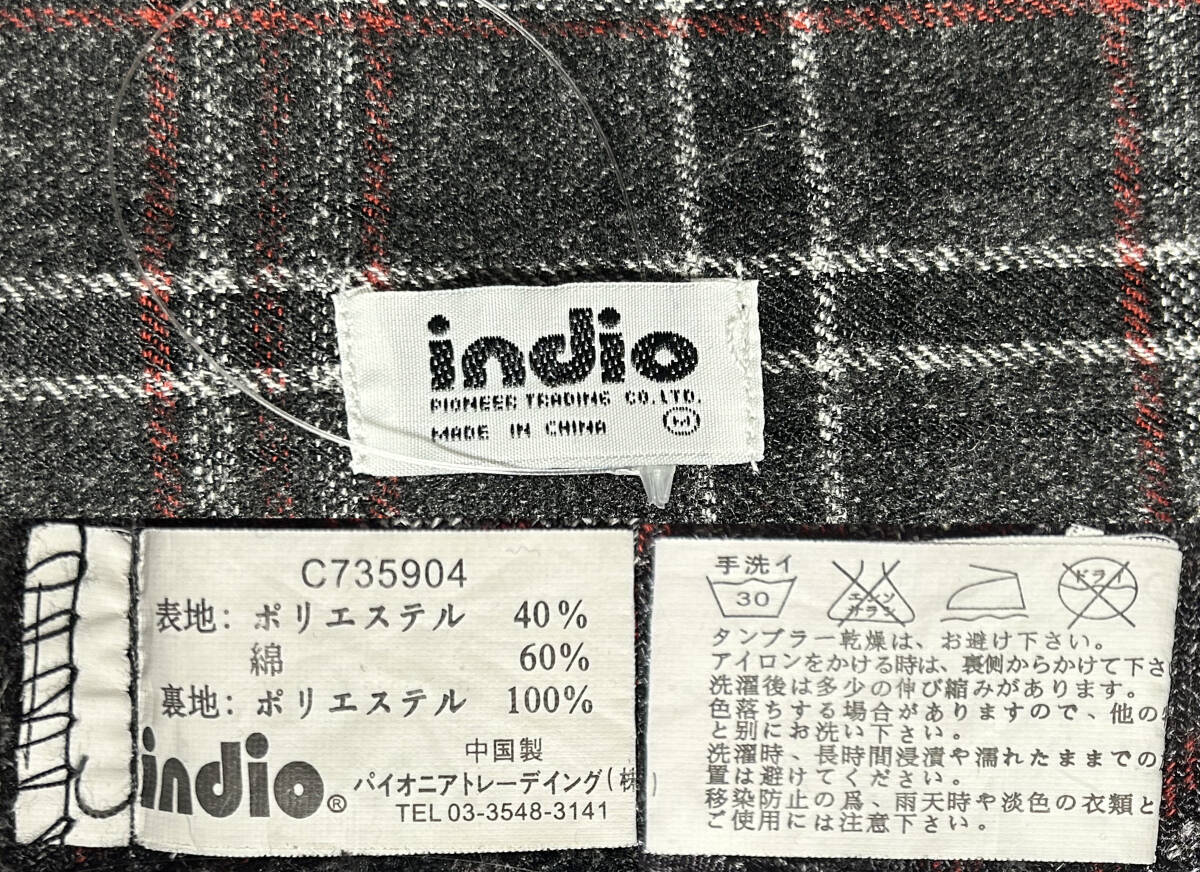 indio
PIONEER TRADING CO.LTD.
MADE IN CHINA Ⓜ
C735904
表地: ポリエステル 40%
綿 60%
裏地: ポリエステル 100%
中国製
indio®
パイオニアトレーデイング(株)
TEL 03-3548-3141
手洗イ
30
エンソ
サラシ
ドライ
タンブラー乾燥は、お避け下さい。
アイロンをかける時は、裏側からかけて下さ
洗濯後は多少の伸び縮みがあります。
色落ちする場合がありますので、他の
と別にお洗い下さい。
洗濯時、長時間浸漬や濡れたままでの
置は避けてください。
移染防止の爲、雨天時や淡色の衣類と
ご使用には注意下さい。